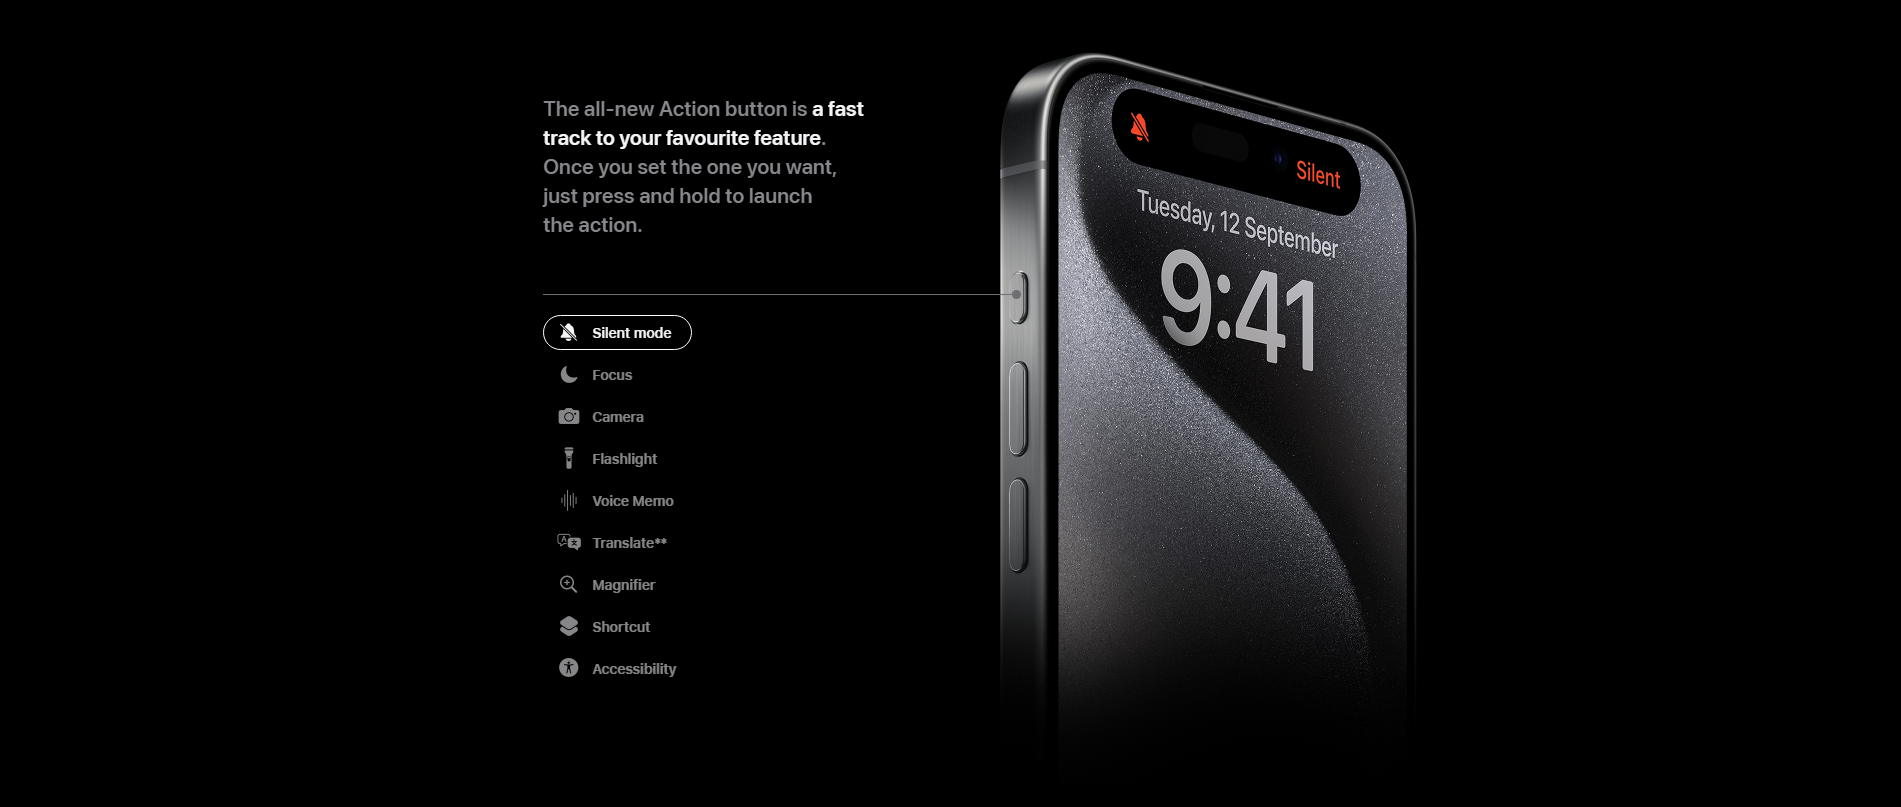 The all-new Action button is a fast
track to your favourite feature.
Once you set the one you want,
just press and hold to launch
the action.
Silent mode
Focus
Camera
Flashlight
Voice Memo
Translate**
Magnifier
Shortcut
Accessibility
Silent
Tuesday, 12 September
9:41